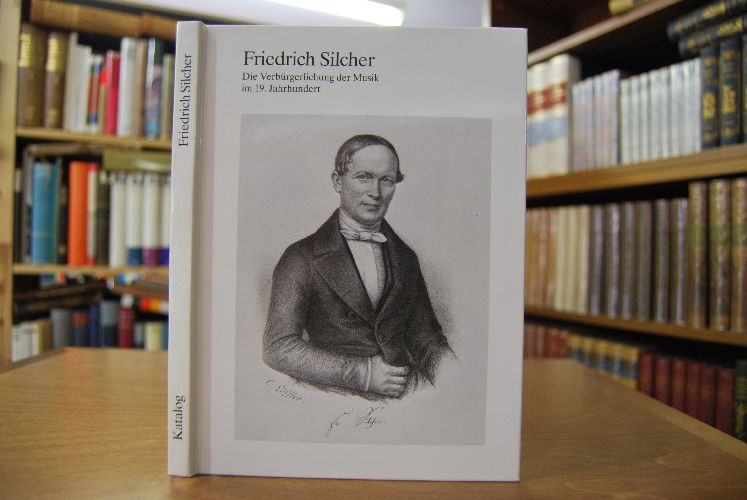 Friedrich Silcher
Katalog
Friedrich Silcher
Die Verbürgerlichung der Musik
im 19. Jahrhundert